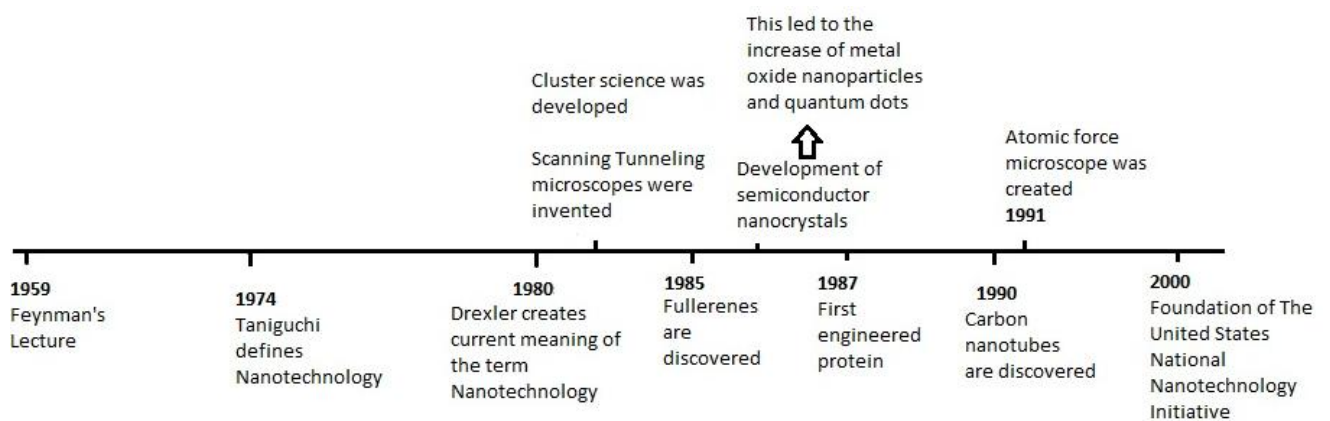 This led to the
increase of metal
oxide nanoparticles
and quantum dots
Cluster science was
developed
Scanning Tunneling
microscopes were
invented
Development of
semiconductor
nanocrystals
Atomic force
microscope was
created
1991
1959
Feynman's
Lecture
1974
Taniguchi
defines
Nanotechnology
1980
Drexler creates
current meaning of
the term
Nanotechnology
1985
Fullerenes
are
discovered
1987
First
engineered
protein
1990
Carbon
nanotubes
are discovered
2000
Foundation of The
United States
National
Nanotechnology
Initiative